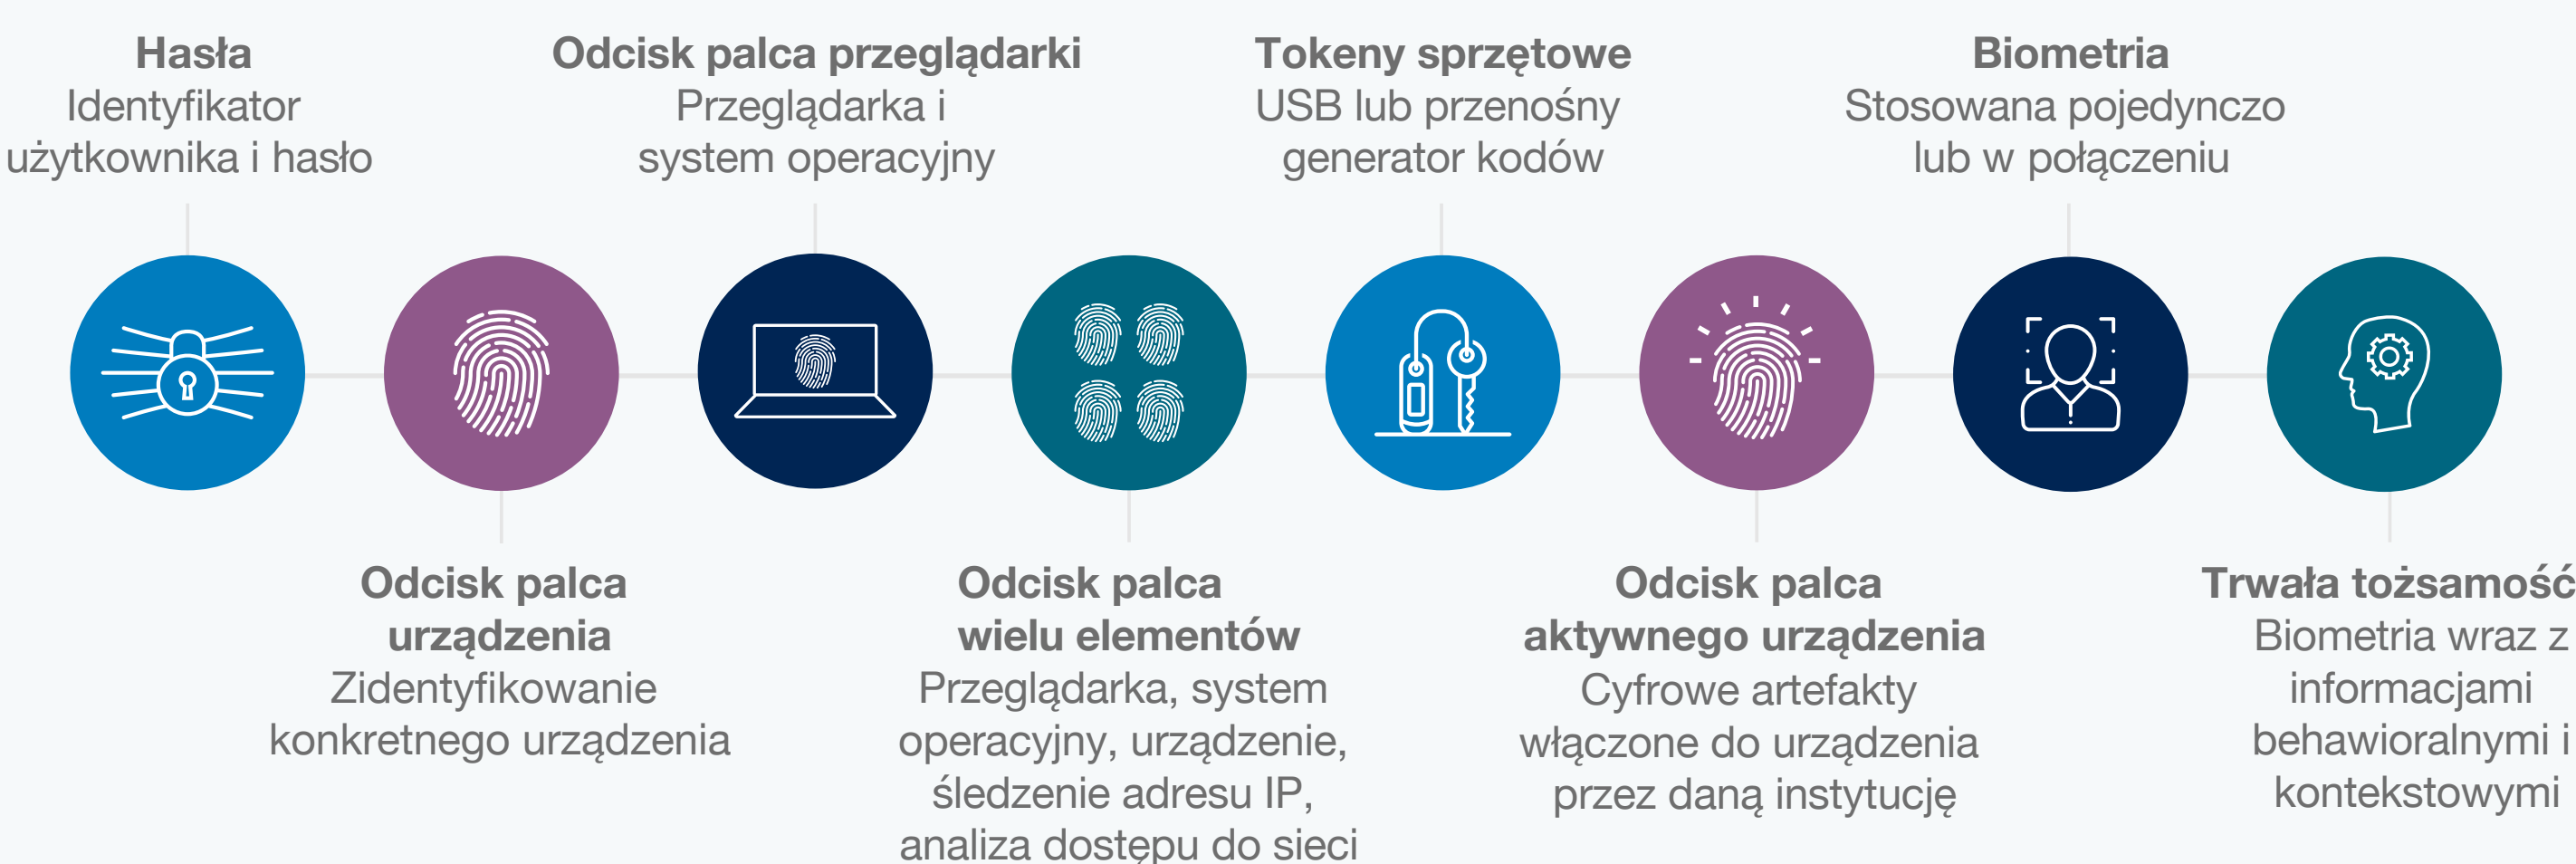 Hasła
Identyfikator
użytkownika i hasło
Odcisk palca
urządzenia
Zidentyfikowanie
konkretnego urządzenia
Odcisk palca przeglądarki
Przeglądarka i
system operacyjny
Odcisk palca
wielu elementów
Przeglądarka, system
operacyjny, urządzenie,
śledzenie adresu IP,
analiza dostępu do sieci
Tokeny sprzętowe
USB lub przenośny
generator kodów
Odcisk palca
aktywnego urządzenia
Cyfrowe artefakty
włączone do urządzenia
przez daną instytucję
Biometria
Stosowana pojedynczo
lub w połączeniu
Trwała tożsamość
Biometria wraz z
informacjami
behawioralnymi i
kontekstowymi